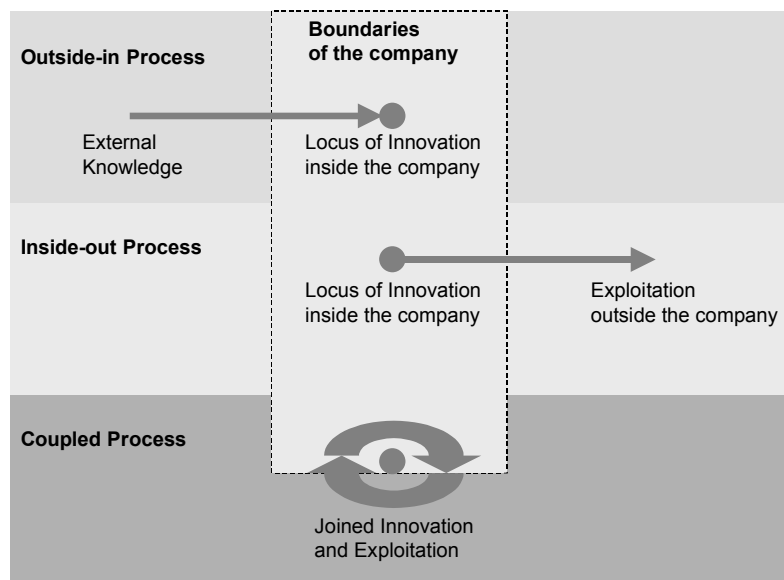 Boundaries
of the company
Outside-in Process
External
Knowledge
Locus of Innovation
inside the company
Inside-out Process
Locus of Innovation
inside the company
Exploitation
outside the company
Coupled Process
Joined Innovation
and Exploitation